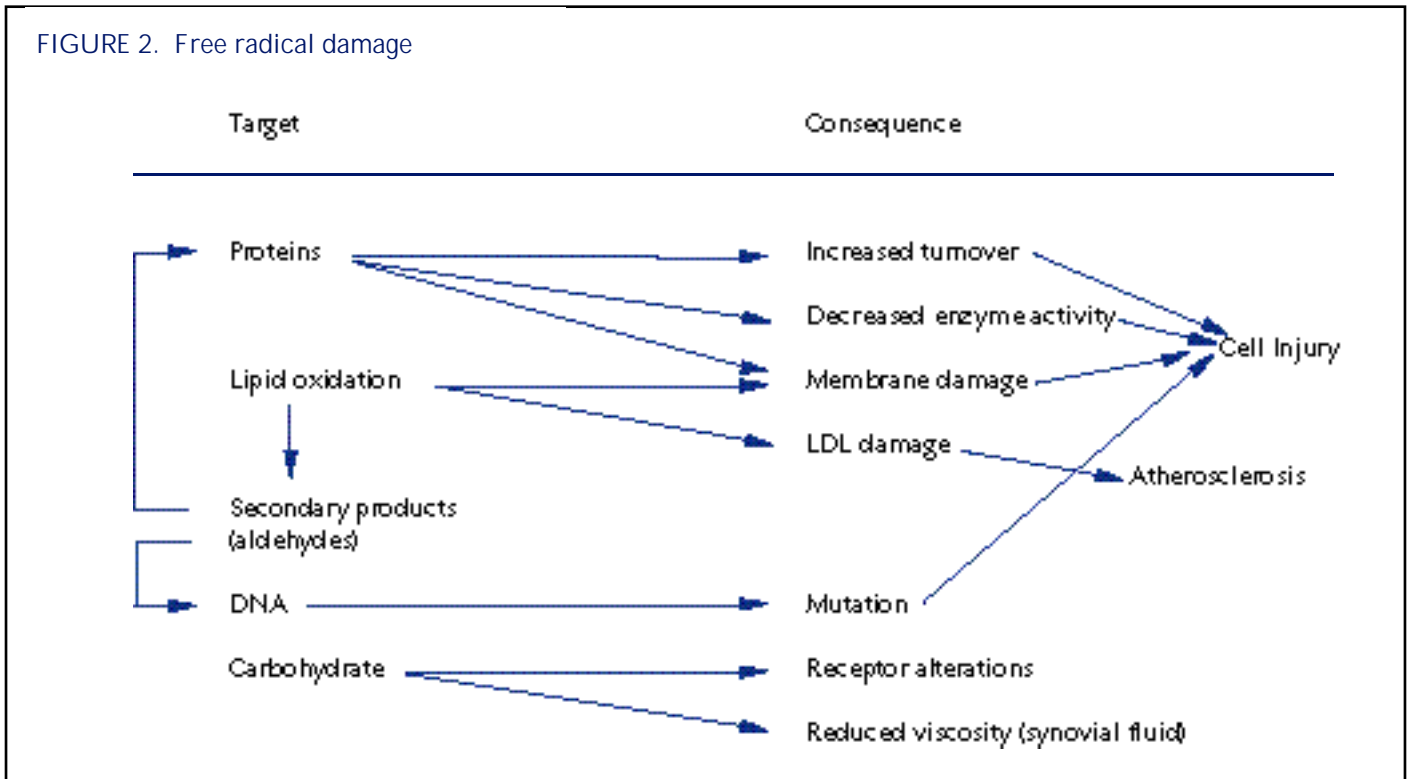 FIGURE 2. Free radical damage
Target
Consequence
Proteins
Increased turnover
Decreased enzyme activity
Cell Injury
Lipid oxidation
Membrane damage
LDL damage
Atherosclerosis
Secondary products
(aldehydes)
DNA
Mutation
Carbohydrate
Receptor alterations
Reduced viscosity (synovial fluid)